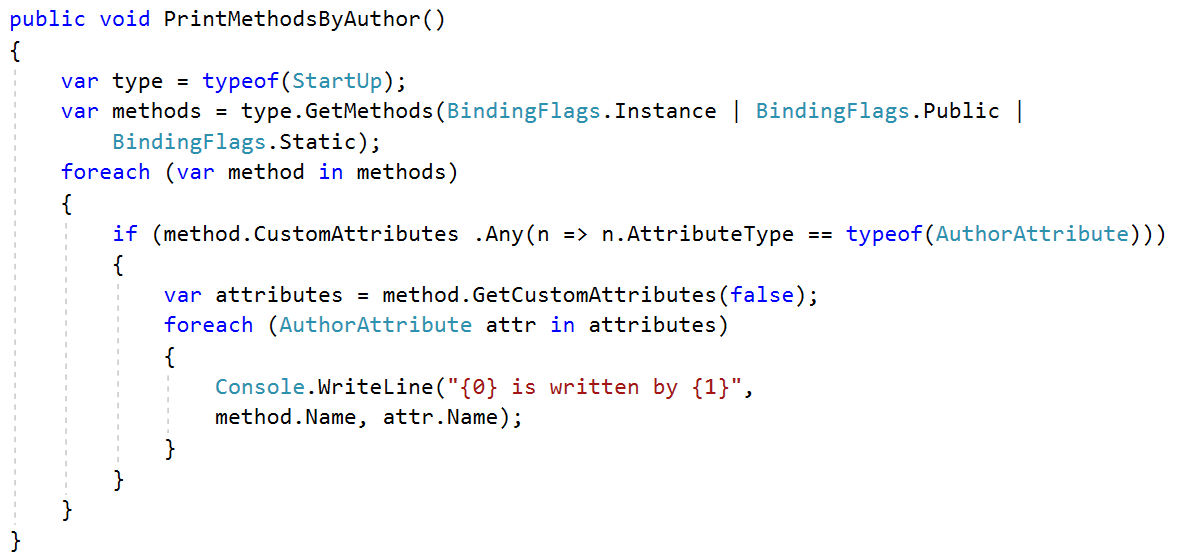 public void PrintMethodsByAuthor()
{
    var type = typeof(StartUp);
    var methods = type.GetMethods(BindingFlags.Instance | BindingFlags.Public |
        BindingFlags.Static);
    foreach (var method in methods)
    {
        if (method.CustomAttributes .Any(n => n.AttributeType == typeof(AuthorAttribute)))
        {
            var attributes = method.GetCustomAttributes(false);
            foreach (AuthorAttribute attr in attributes)
            {
                Console.WriteLine("{0} is written by {1}",
                method.Name, attr.Name);
            }
        }
    }
}